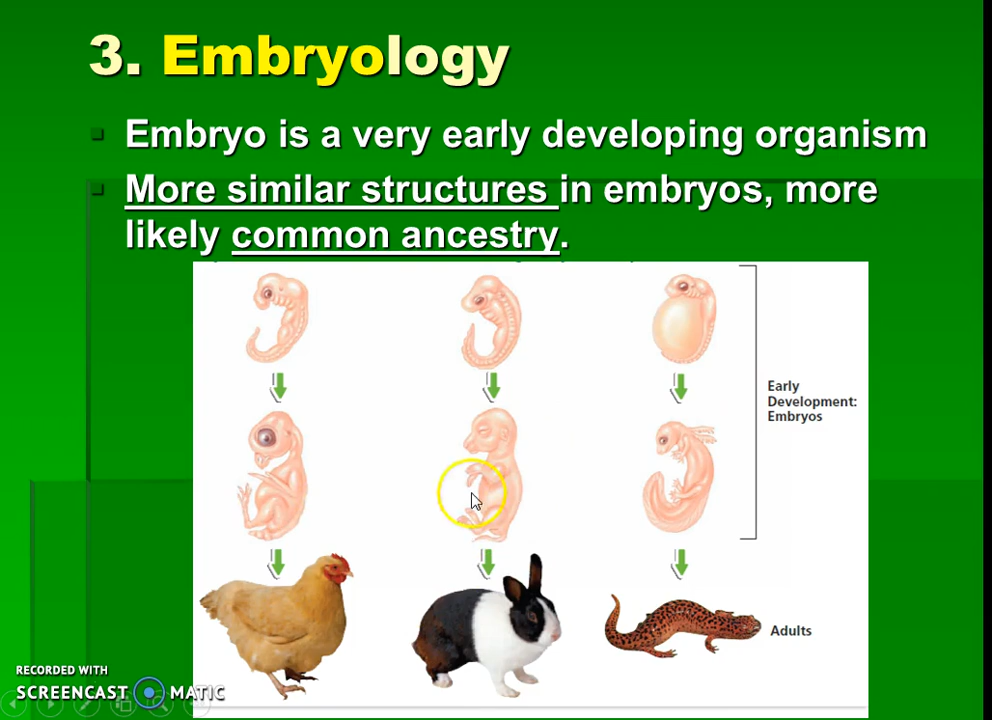 3. Embryology
Embryo is a very early developing organism
More similar structures in embryos, more
likely common ancestry.
Early
Development:
Embryos
Adults
RECORDED WITH
SCREENCAST MATIC